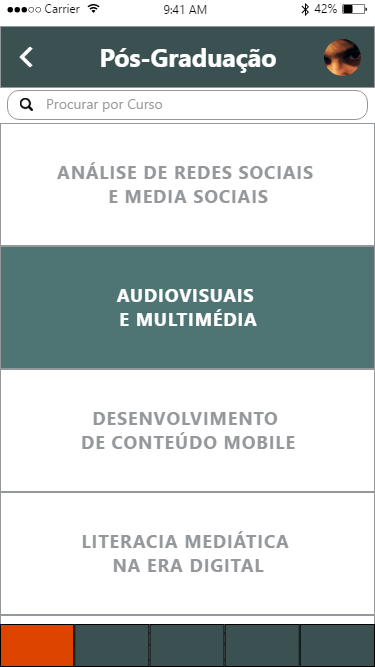 Carrier 9:41 AM 42%
Pós-Graduação
Procurar por Curso
ANÁLISE DE REDES SOCIAIS
E MEDIA SOCIAIS
AUDIOVISUAIS
E MULTIMÉDIA
DESENVOLVIMENTO
DE CONTEÚDO MOBILE
LITERACIA MEDIÁTICA
NA ERA DIGITAL